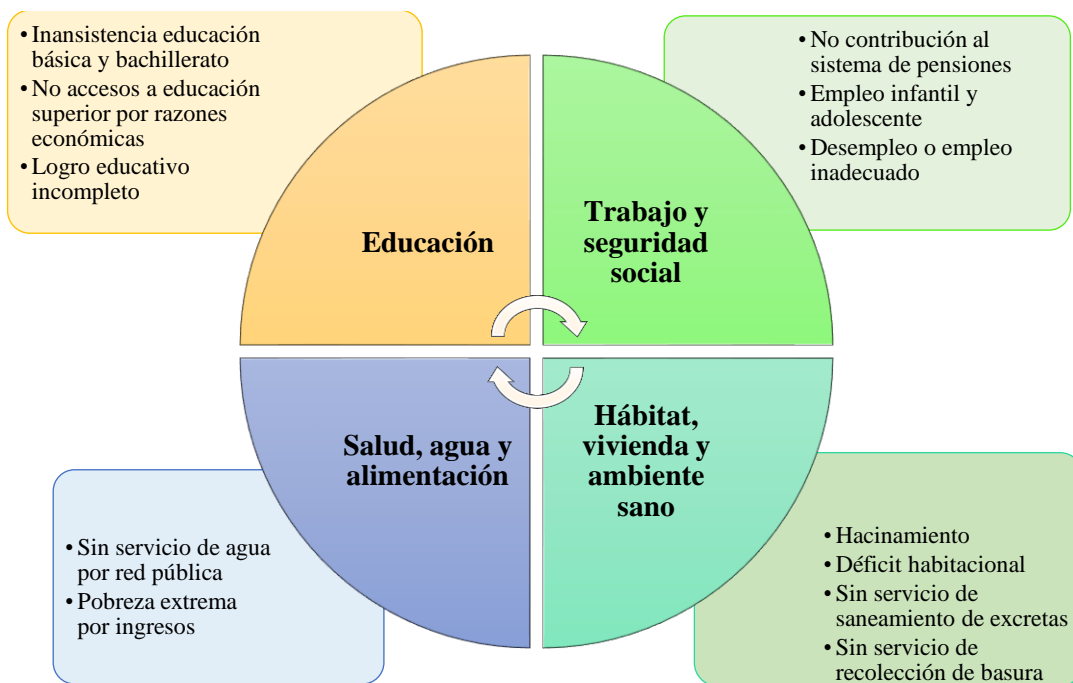 • Inansistencia educación
básica y bachillerato
• No accesos a educación
superior por razones
económicas
• Logro educativo
incompleto
• No contribución al
sistema de pensiones
• Empleo infantil y
adolescente
• Desempleo o empleo
inadecuado
Educación
Trabajo y
seguridad
social
Salud, agua y
alimentación
Hábitat,
vivienda y
ambiente
sano
• Sin servicio de agua
por red pública
• Pobreza extrema
por ingresos
• Hacinamiento
• Déficit habitacional
• Sin servicio de
saneamiento de excretas
• Sin servicio de
recolección de basura